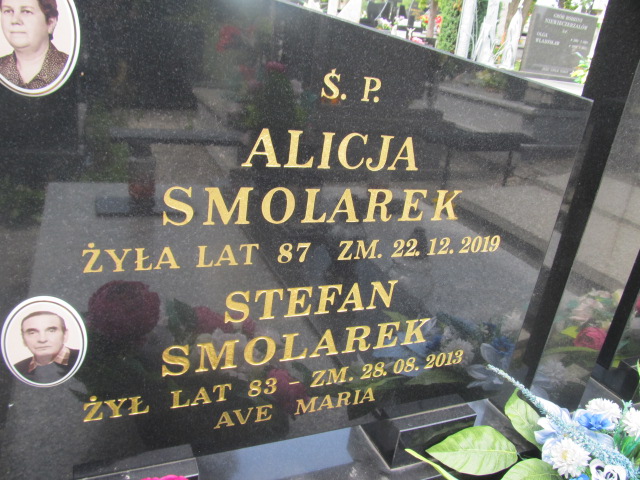 Ś. P.
ALICJA
SMOLAREK
ŻYŁA LAT 87 ZM. 22.12.2019
STEFAN
SMOLAREK
ŻYŁ LAT 83 - ZM. 28.08.2013
AVE MARIA